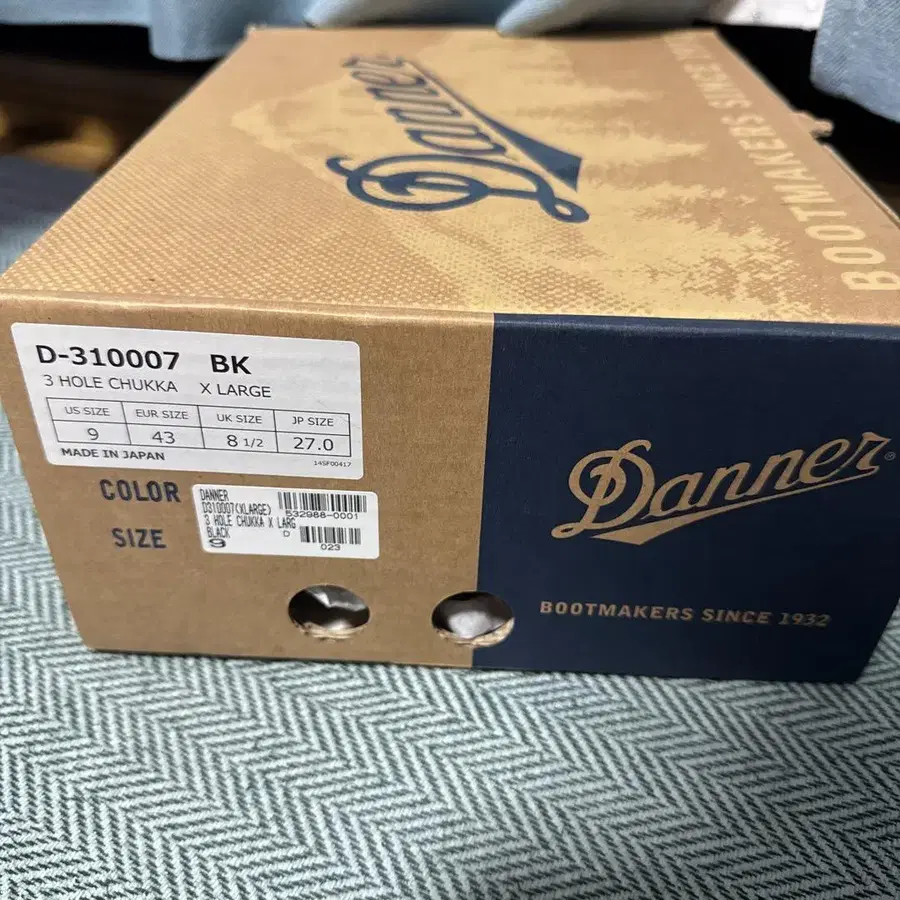 Danner
BOOTMAKERS SINCE
D-310007 BK
3 HOLE CHUKKA X LARGE
US SIZE EUR SIZE UK SIZE JP SIZE
9 43 8 1/2 27.0
MADE IN JAPAN 14SF00417
COLOR
SIZE
DANNER
D310007(XLARGE) 532988-0001
3 HOLE CHUKKA X LARG
BLACK D
9 023
Danner®
BOOTMAKERS SINCE 1932